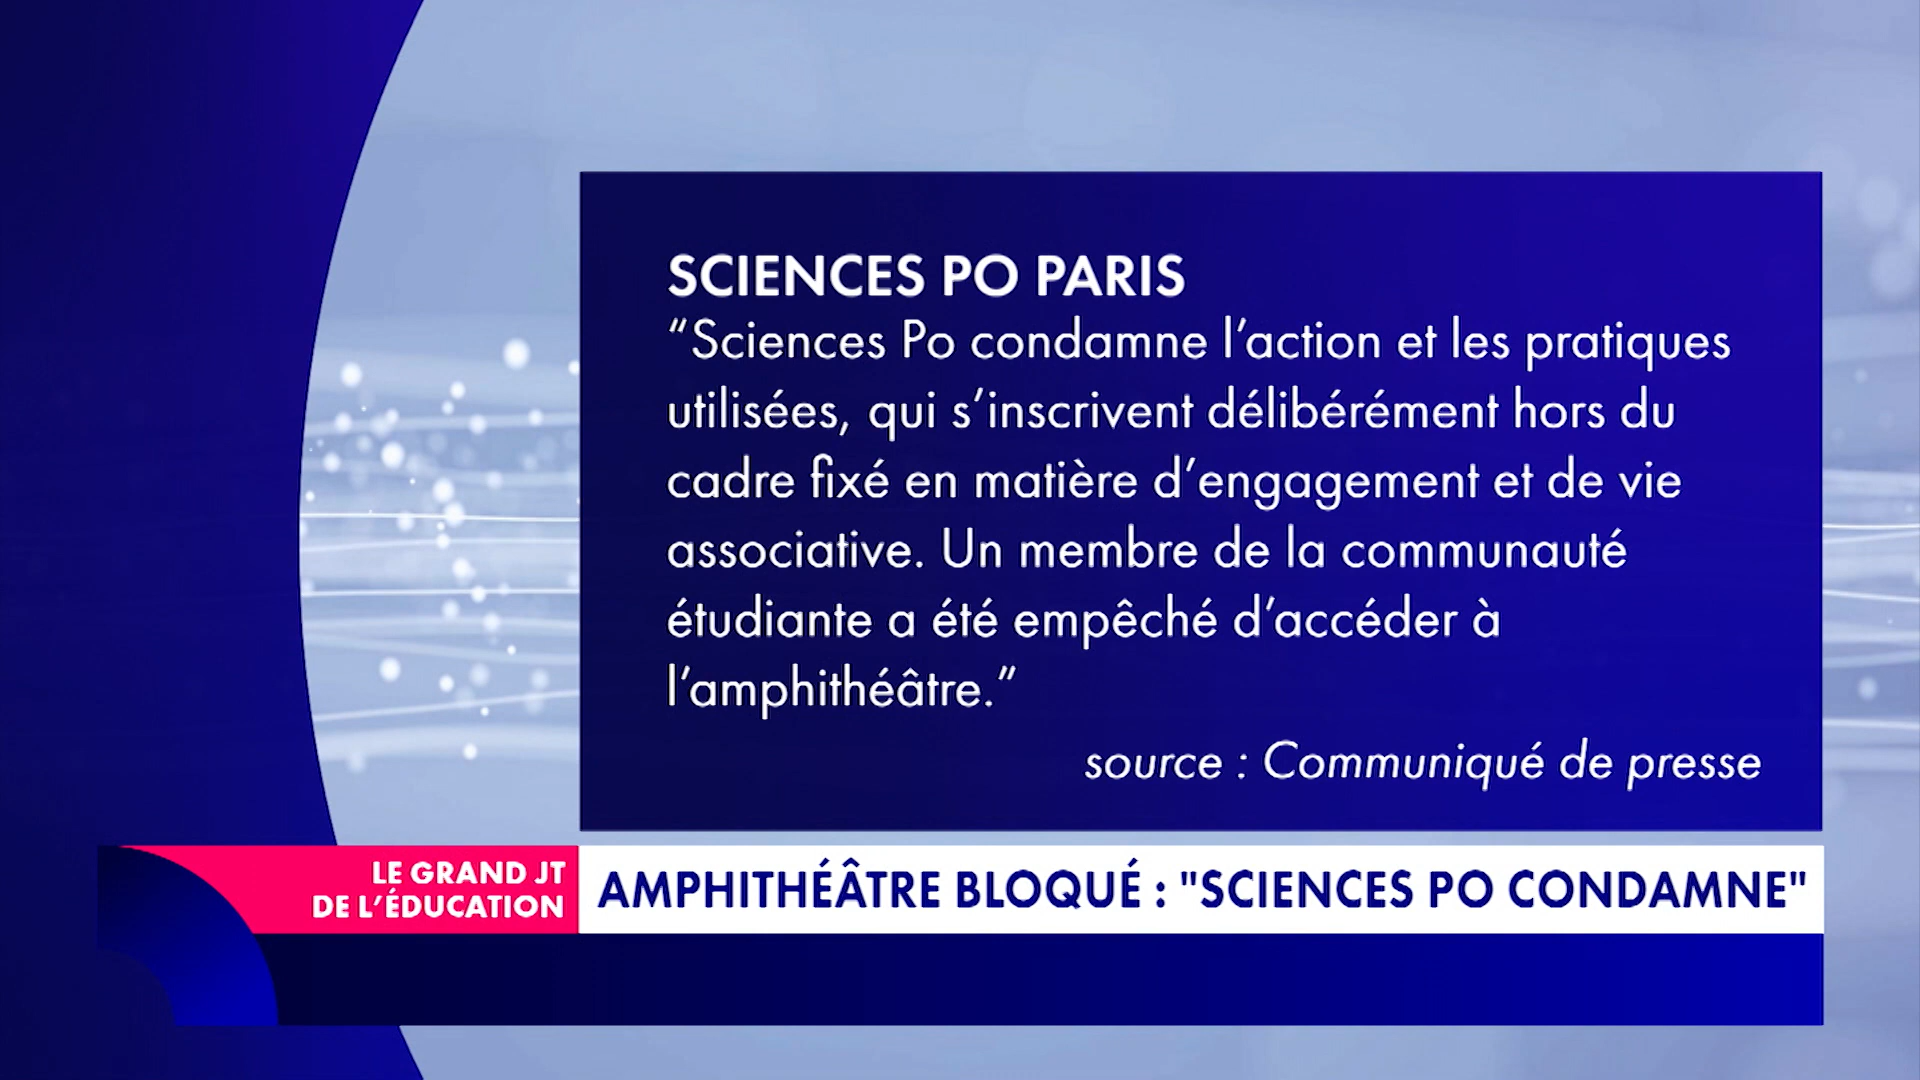 SCIENCES PO PARIS
“Sciences Po condamne l’action et les pratiques
utilisées, qui s’inscrivent délibérément hors du
cadre fixé en matière d’engagement et de vie
associative. Un membre de la communauté
étudiante a été empêché d’accéder à
l’amphithéâtre.”
source : Communiqué de presse
LE GRAND JT
DE L’ÉDUCATION
AMPHITHÉÂTRE BLOQUÉ : "SCIENCES PO CONDAMNE"